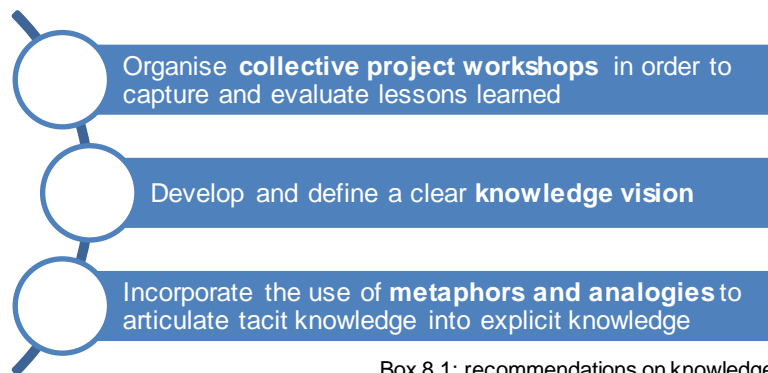 Organise collective project workshops in order to
capture and evaluate lessons learned
Develop and define a clear knowledge vision
Incorporate the use of metaphors and analogies to
articulate tacit knowledge into explicit knowledge
Box 8.1: recommendations on knowledge